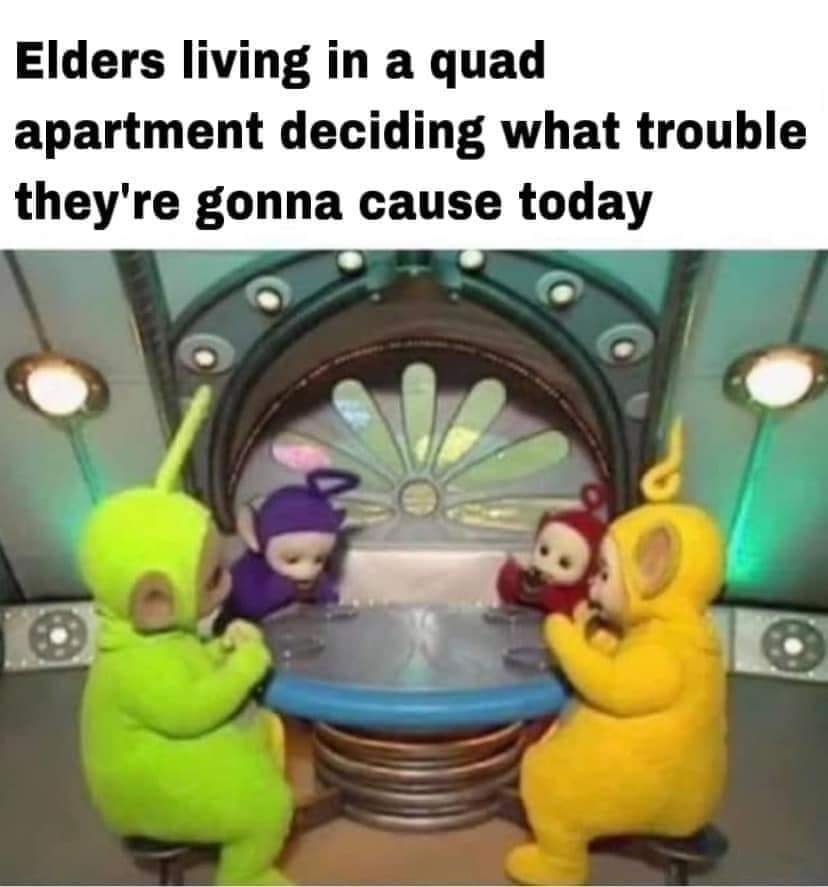 Elders living in a quad
apartment deciding what trouble
they're gonna cause today